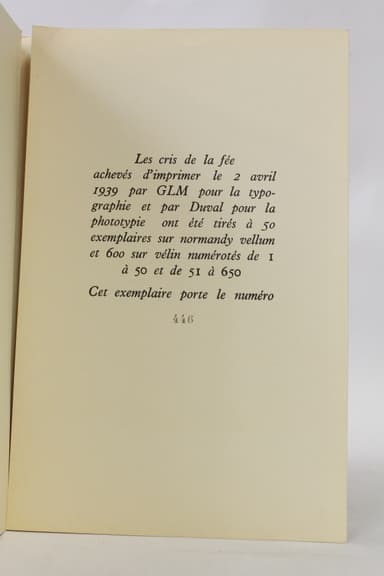 Les cris de la fée
achevés d'imprimer le 2 avril
1939 par GLM pour la typo-
graphie et par Duval pour la
phototypie ont été tirés à 50
exemplaires sur normandy vellum
et 600 sur vélin numérotés de 1
à 50 et de 51 à 650
Cet exemplaire porte le numéro
446